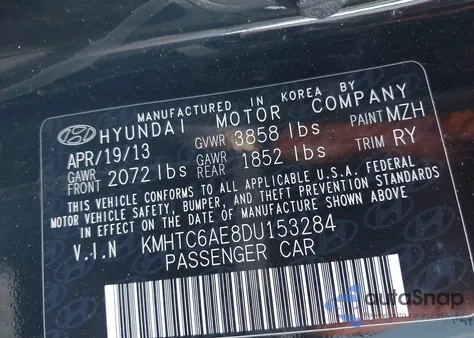 MANUFACTURED IN KOREA BY
HYUNDAI MOTOR COMPANY
APR/19/13 GVWR 3858 lbs PAINT MZH
GAWR FRONT 2072 lbs GAWR REAR 1852 lbs TRIM RY
THIS VEHICLE CONFORMS TO ALL APPLICABLE U.S.A. FEDERAL
MOTOR VEHICLE SAFETY, BUMPER, AND THEFT PREVENTION STANDARDS
IN EFFECT ON THE DATE OF MANUFACTURE SHOWN ABOVE.
V.I.N KMHTC6AE8DU153284
PASSENGER CAR
autoSnap